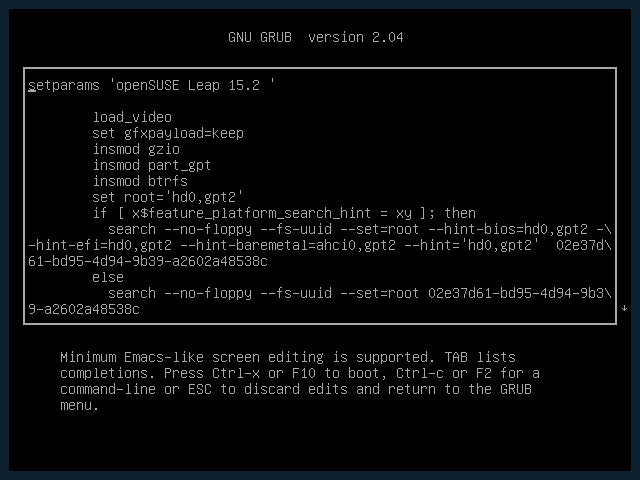 GNU GRUB  version 2.04
setparams 'openSUSE Leap 15.2 '
load_video
set gfxpayload=keep
insmod gzio
insmod part_gpt
insmod btrfs
set root='hd0,gpt2'
if [ x$feature_platform_search_hint = xy ]; then
search --no-floppy --fs-uuid --set=root --hint-bios=hd0,gpt2 -\
-hint-efi=hd0,gpt2 --hint-baremetal=ahci0,gpt2 --hint='hd0,gpt2'  02e37d\
61-bd95-4d94-9b39-a2602a48538c
else
search --no-floppy --fs-uuid --set=root 02e37d61-bd95-4d94-9b3\
9-a2602a48538c
↓
Minimum Emacs-like screen editing is supported. TAB lists
completions. Press Ctrl-x or F10 to boot, Ctrl-c or F2 for a
command-line or ESC to discard edits and return to the GRUB
menu.